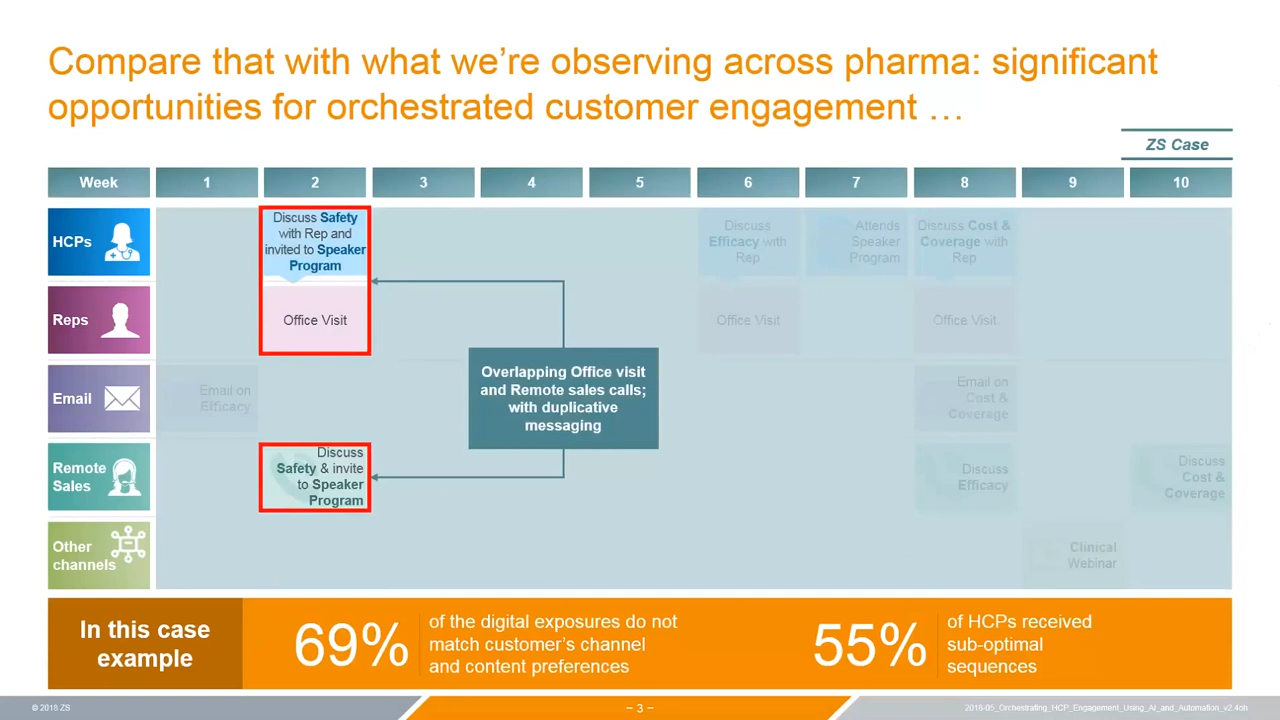 Compare that with what we're observing across pharma: significant
opportunities for orchestrated customer engagement …
ZS Case
Week 1 2 3 4 5 6 7 8 9 10
HCPs
Discuss Safety
with Rep and
invited to Speaker
Program
Discuss
Efficacy with
Rep
Attends
Speaker
Program
Discuss Cost &
Coverage with
Rep
Reps
Office Visit
Office Visit
Office Visit
Overlapping Office visit
and Remote sales calls;
with duplicative
messaging
Email
Email on
Efficacy
Email on
Cost &
Coverage
Remote
Sales
Discuss
Safety & invite
to Speaker
Program
Discuss
Efficacy
Discuss
Cost &
Coverage
Other
channels
Clinical
Webinar
In this case
example
69%
of the digital exposures do not
match customer's channel
and content preferences
55%
of HCPs received
sub-optimal
sequences
© 2018 ZS
– 3 –
2018-05_Orchestrating_HCP_Engagement_Using_AI_and_Automation_v2.4ch